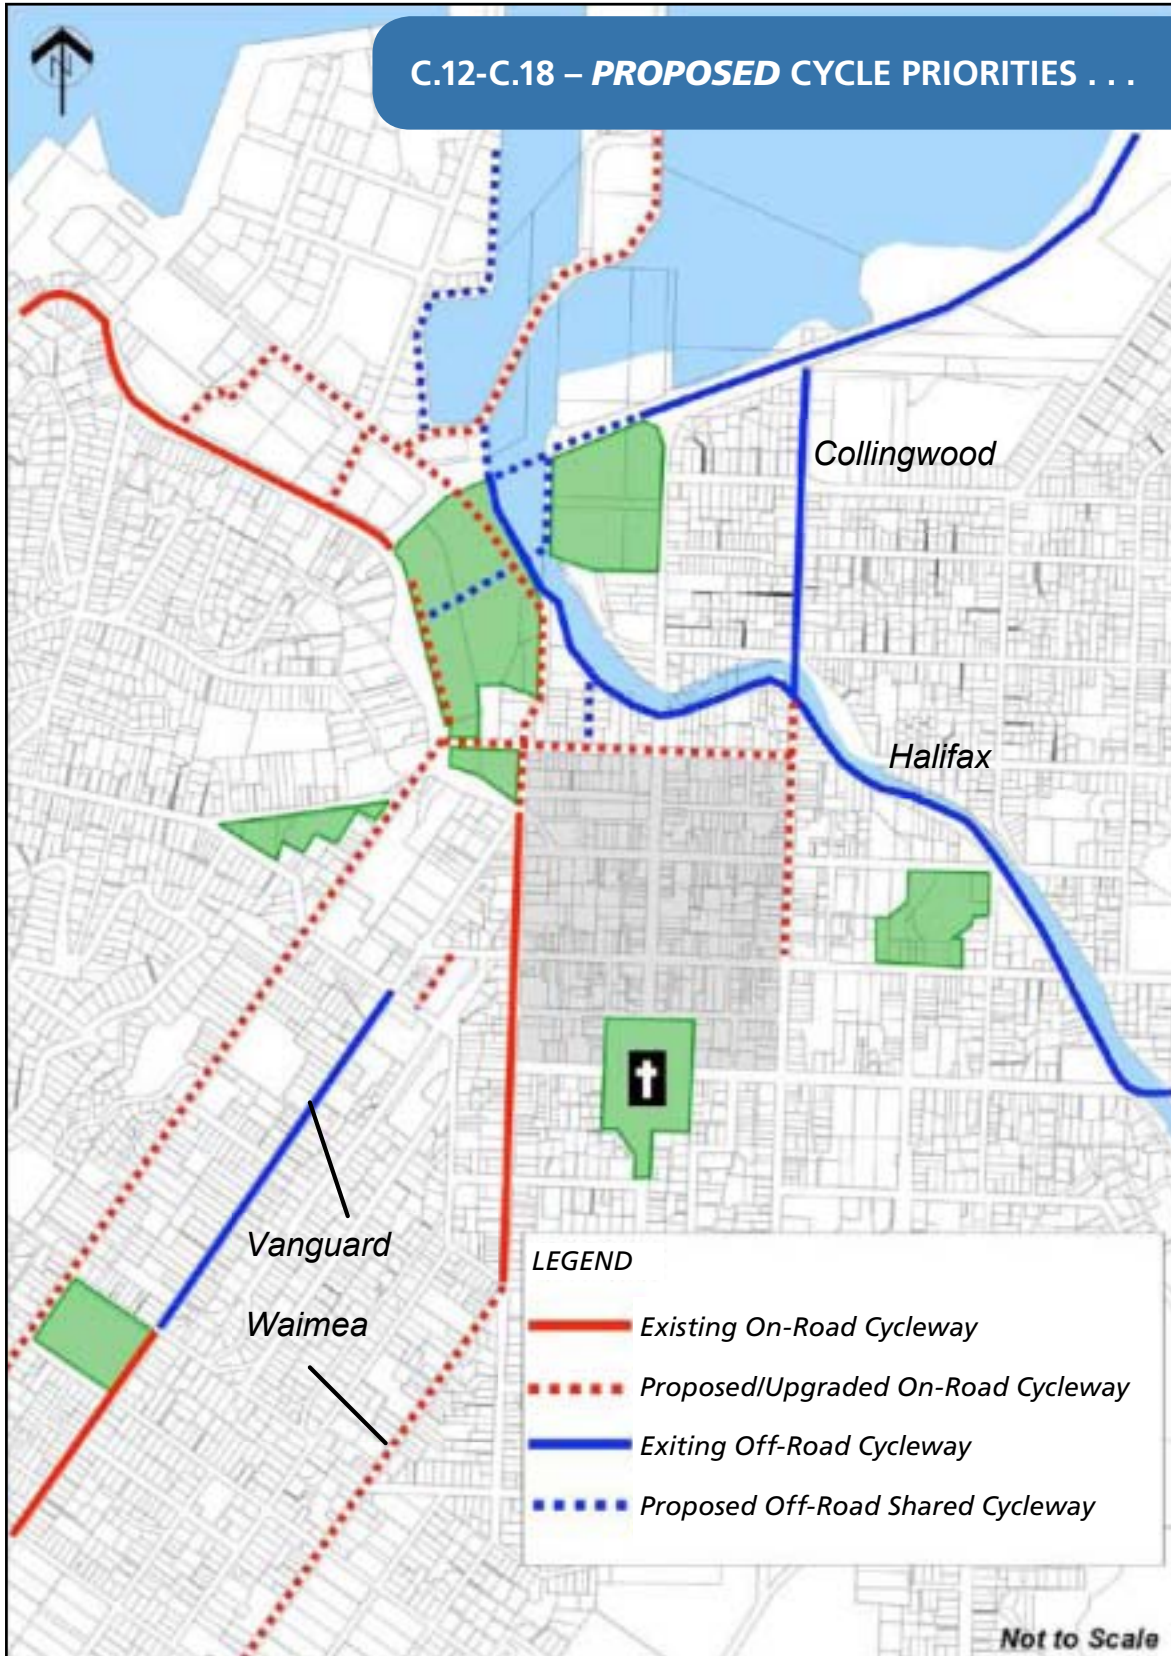 N
C.12-C.18 – PROPOSED CYCLE PRIORITIES . . .
Collingwood
Halifax
Vanguard
Waimea
LEGEND
Existing On-Road Cycleway
Proposed/Upgraded On-Road Cycleway
Exiting Off-Road Cycleway
Proposed Off-Road Shared Cycleway
Not to Scale